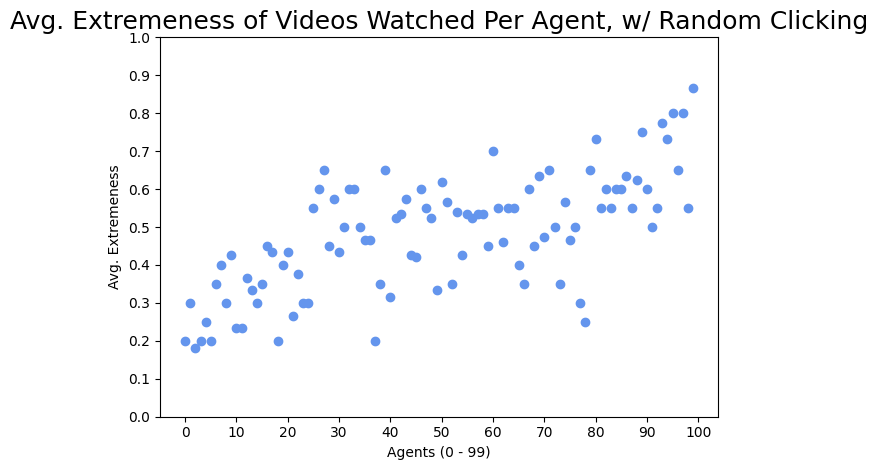 Avg. Extremeness of Videos Watched Per Agent, w/ Random Clicking
1.0
0.9
0.8
0.7
0.6
0.5
0.4
0.3
0.2
0.1
0.0
Avg. Extremeness
0 10 20 30 40 50 60 70 80 90 100
Agents (0 - 99)